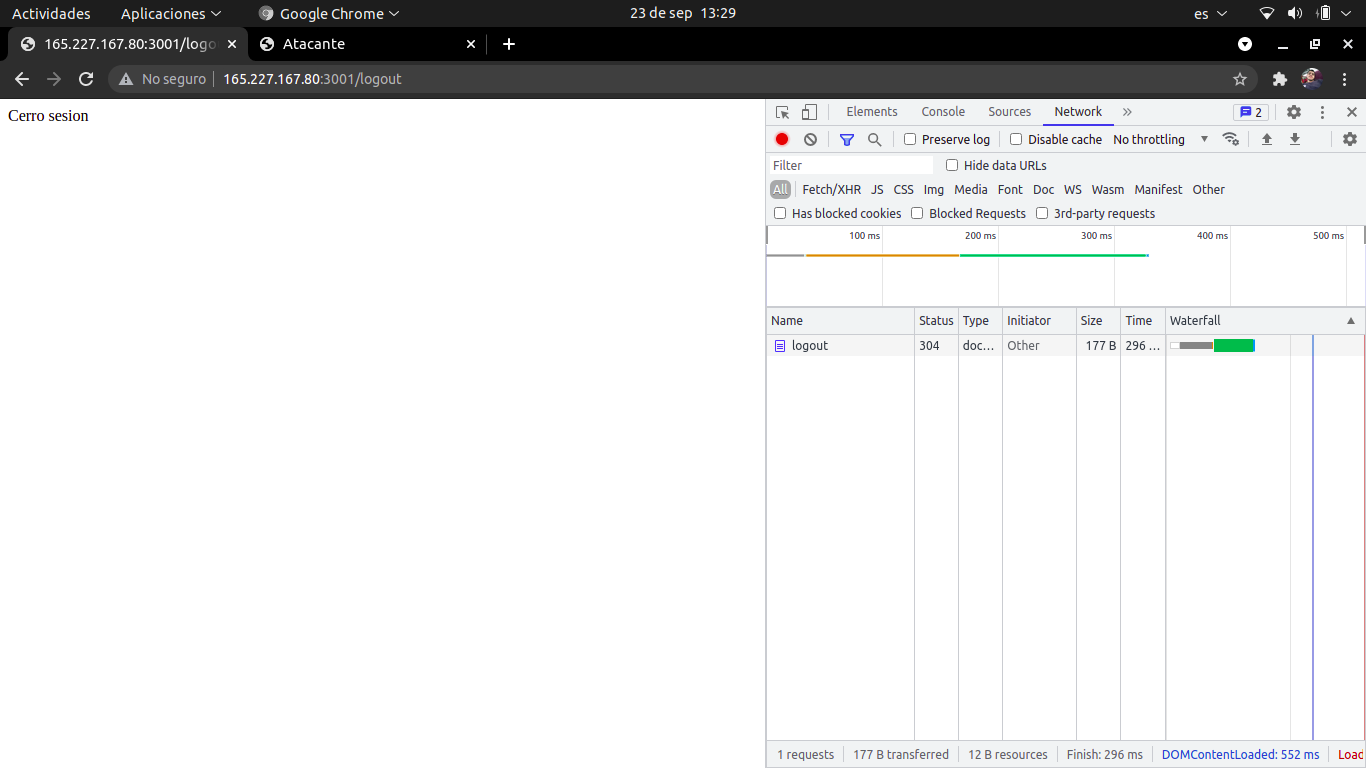 Actividades Aplicaciones Google Chrome 23 de sep 13:29 es
165.227.167.80:3001/logo Atacante
No seguro 165.227.167.80:3001/logout
Cerro sesion
Elements Console Sources Network 2
Preserve log Disable cache No throttling
Filter Hide data URLs
All Fetch/XHR JS CSS Img Media Font Doc WS Wasm Manifest Other
Has blocked cookies Blocked Requests 3rd-party requests
100 ms 200 ms 300 ms 400 ms 500 ms
Name Status Type Initiator Size Time Waterfall
logout 304 doc... Other 177 B 296 ...
1 requests 177 B transferred 12 B resources Finish: 296 ms DOMContentLoaded: 552 ms Load